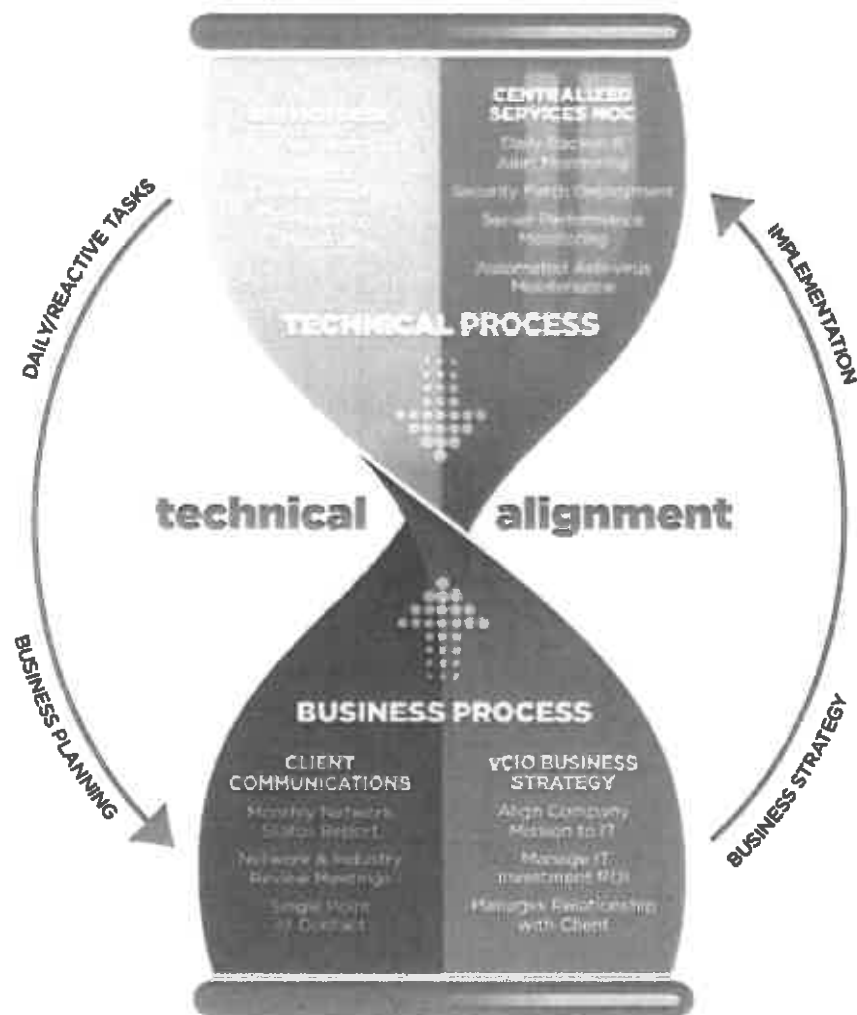 CENTRALIZED
SERVICES NOC
Daily Backup &
Alert Monitoring
Security Patch Deployment
Server Performance
Monitoring
Automated Antivirus
Maintenance
TECHNICAL PROCESS
DAILY/REACTIVE TASKS
IMPLEMENTATION
technical alignment
BUSINESS PLANNING
BUSINESS STRATEGY
BUSINESS PROCESS
CLIENT
COMMUNICATIONS
Monthly Network
Status Report
Network & Industry
Review Meetings
Single Point
of Contact
VCIO BUSINESS
STRATEGY
Align Company
Mission to IT
Manage IT
Investment ROI
Manages Relationship
with Client